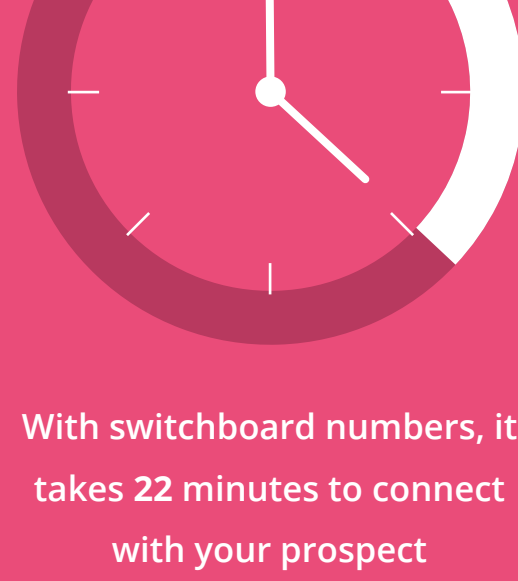 With switchboard numbers, it
takes 22 minutes to connect
with your prospect